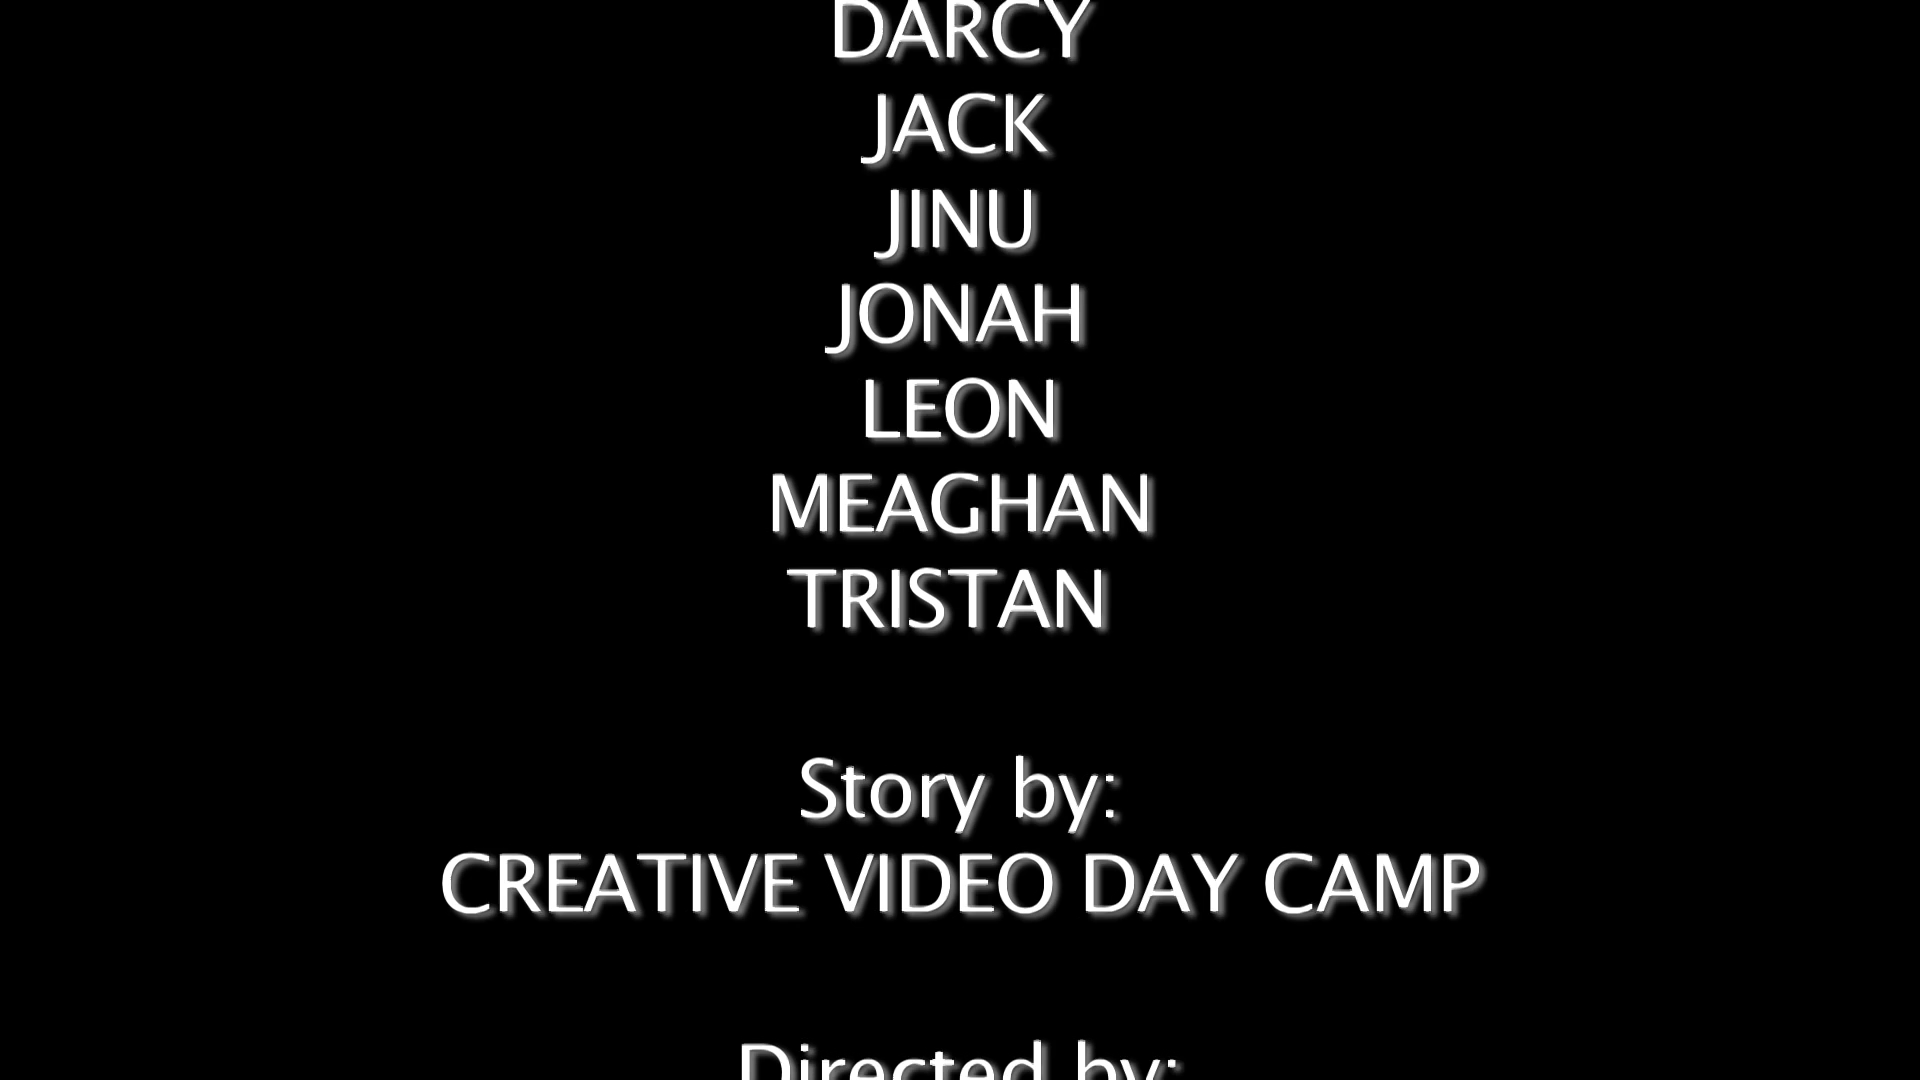 DARCY
JACK
JINU
JONAH
LEON
MEAGHAN
TRISTAN
Story by:
CREATIVE VIDEO DAY CAMP
Directed by: